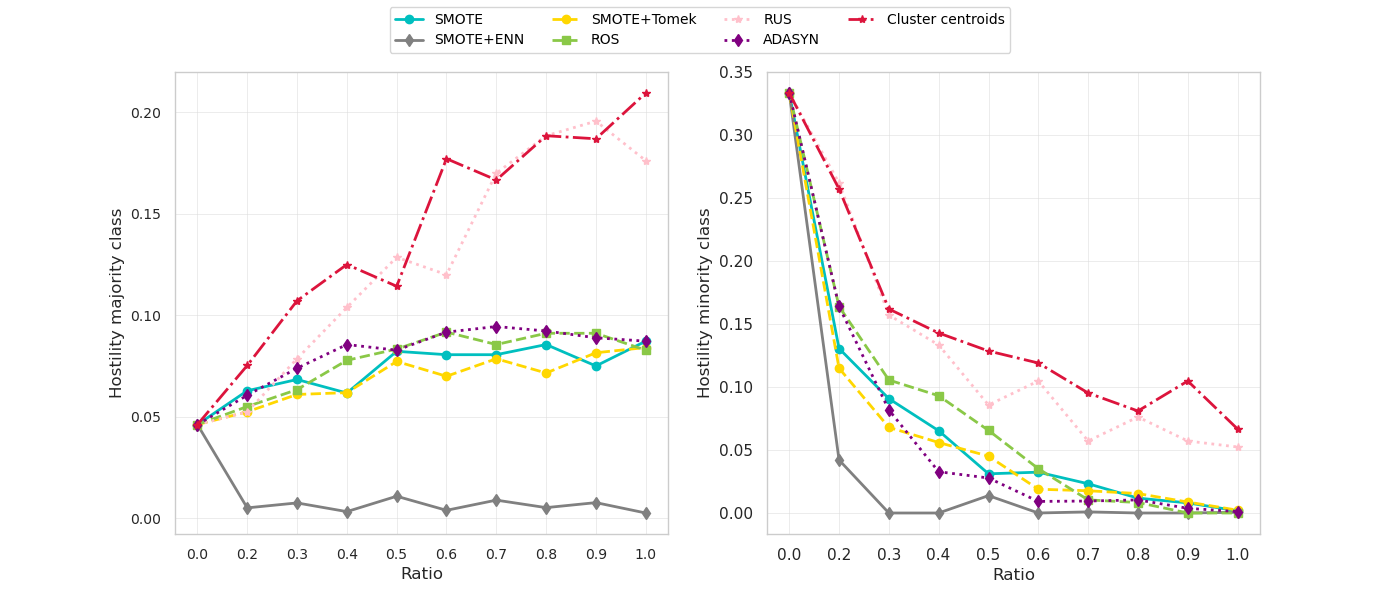 SMOTE SMOTE+Tomek RUS Cluster centroids
SMOTE+ENN ROS ADASYN
Hostility majority class
0.20
0.15
0.10
0.05
0.00
0.0 0.2 0.3 0.4 0.5 0.6 0.7 0.8 0.9 1.0
Ratio
Hostility minority class
0.35
0.30
0.25
0.20
0.15
0.10
0.05
0.00
0.0 0.2 0.3 0.4 0.5 0.6 0.7 0.8 0.9 1.0
Ratio